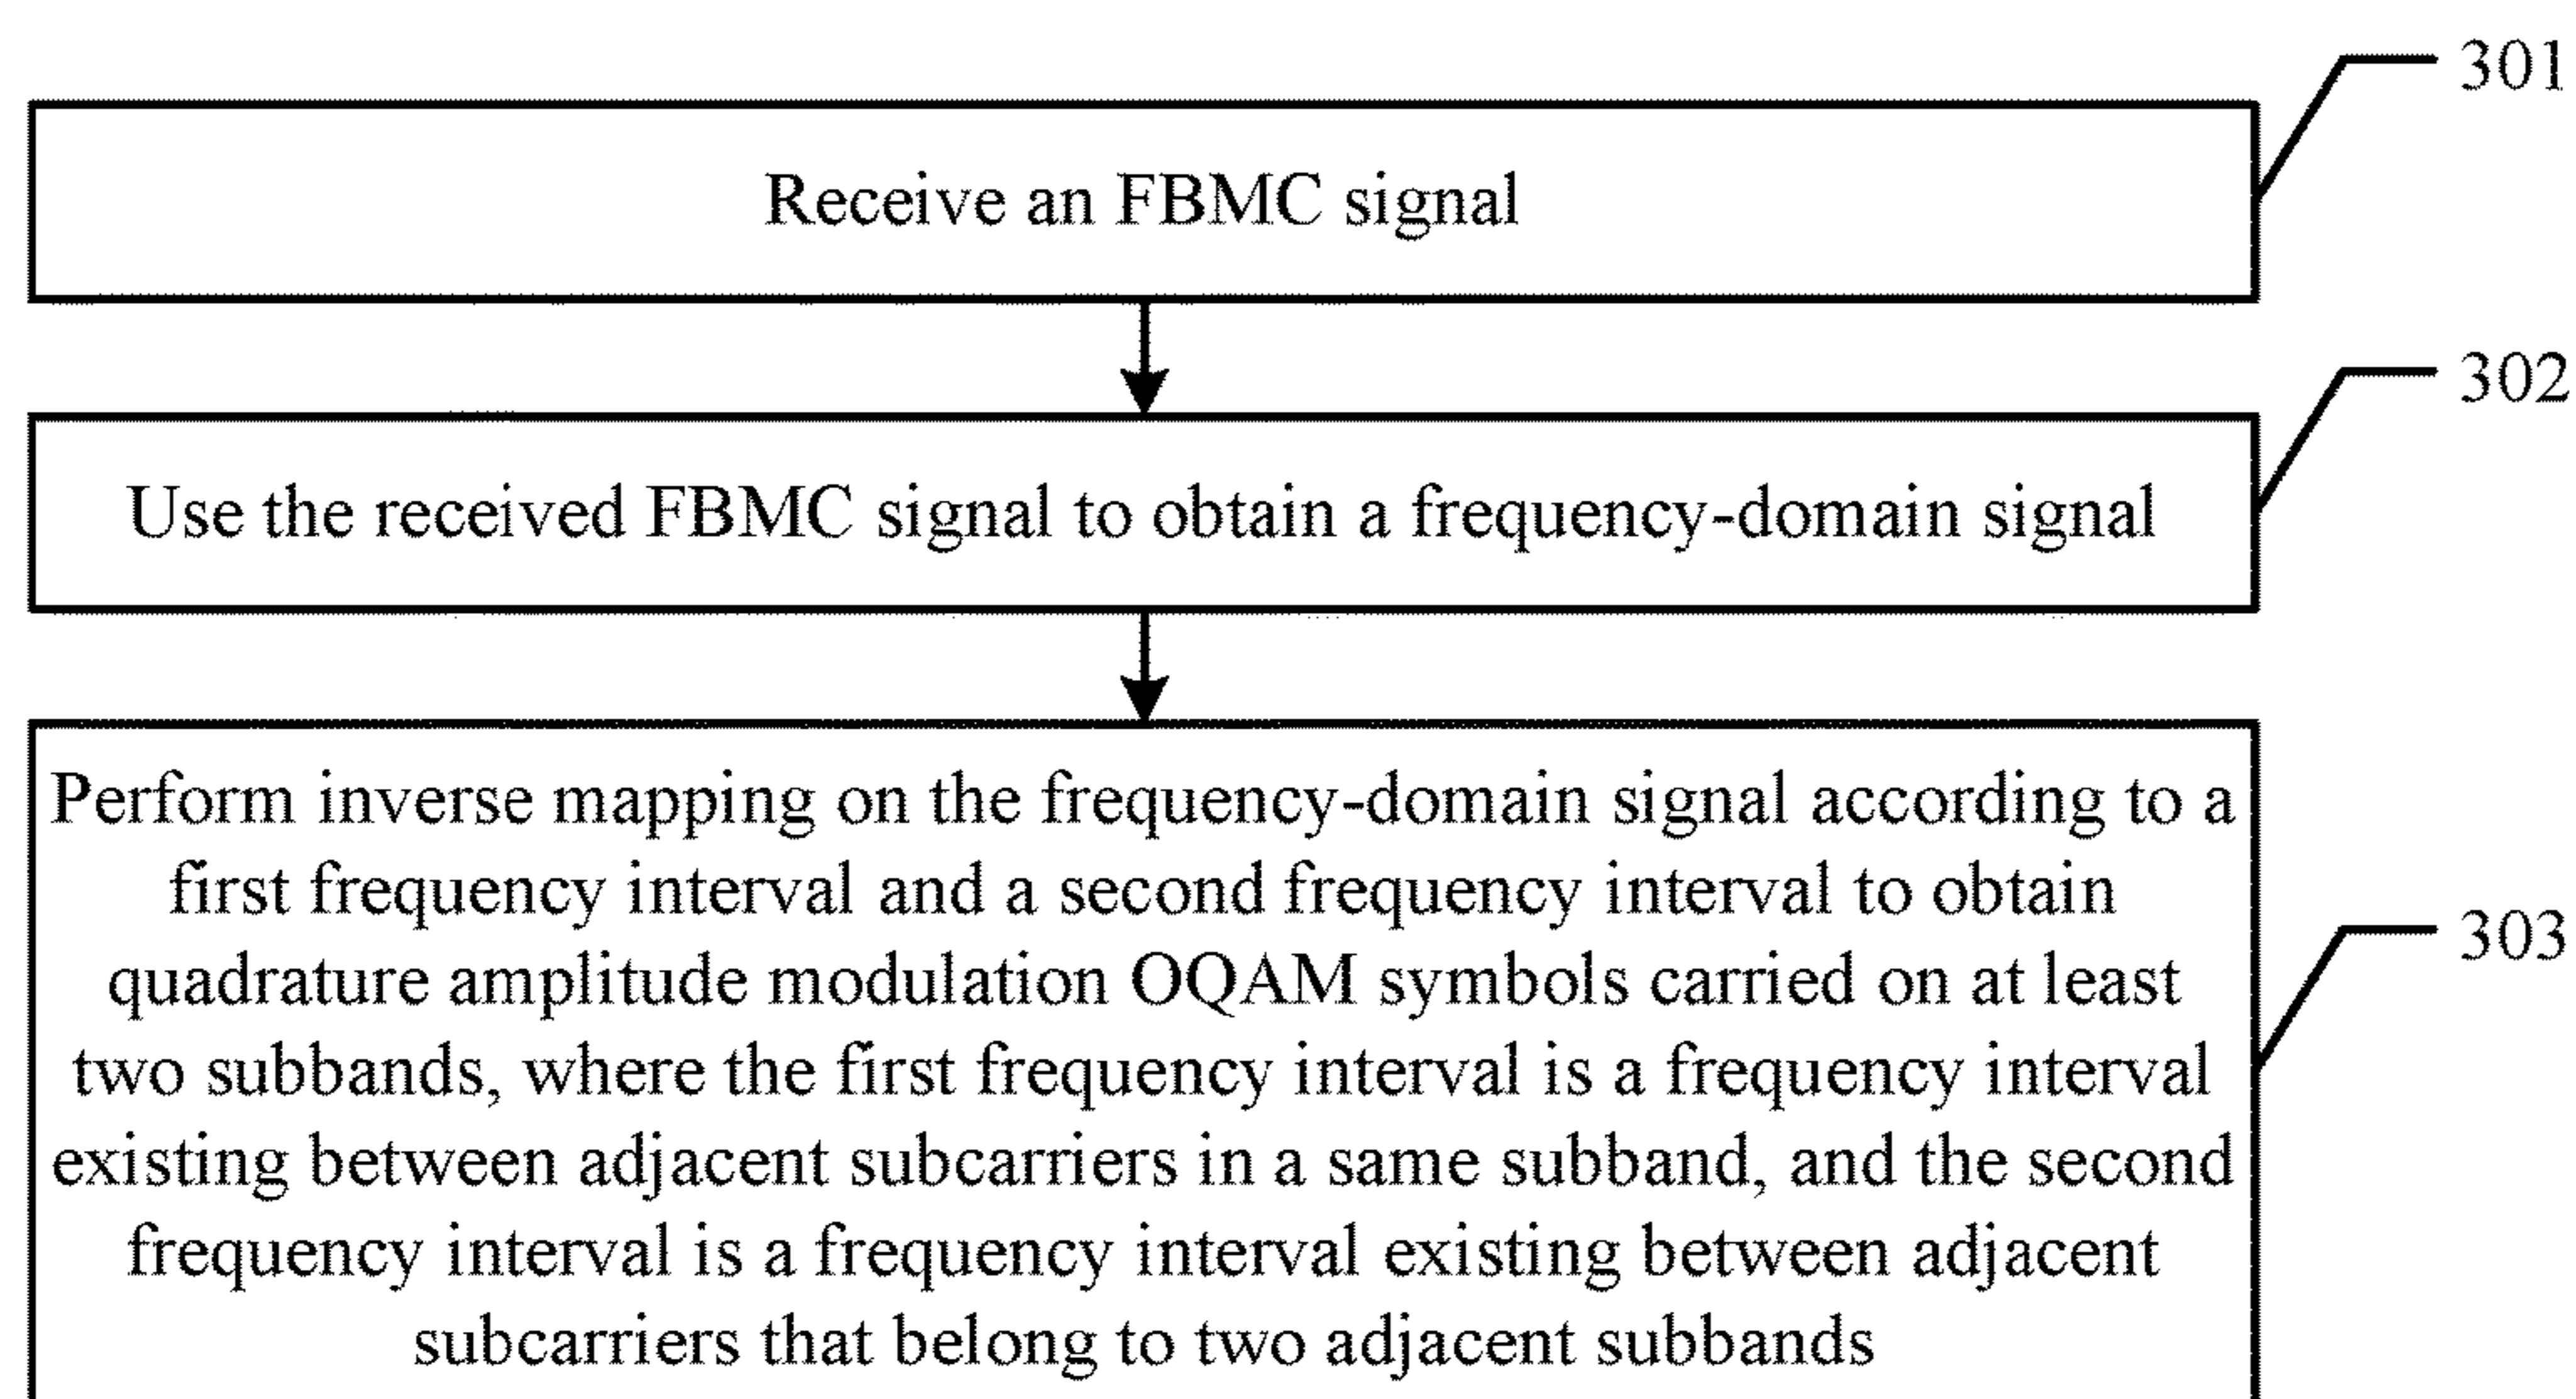 301
Receive an FBMC signal
302
Use the received FBMC signal to obtain a frequency-domain signal
Perform inverse mapping on the frequency-domain signal according to a
first frequency interval and a second frequency interval to obtain
quadrature amplitude modulation OQAM symbols carried on at least
303
two subbands, where the first frequency interval is a frequency interval
existing between adjacent subcarriers in a same subband, and the second
frequency interval is a frequency interval existing between adjacent
subcarriers that belong to two adjacent subbands